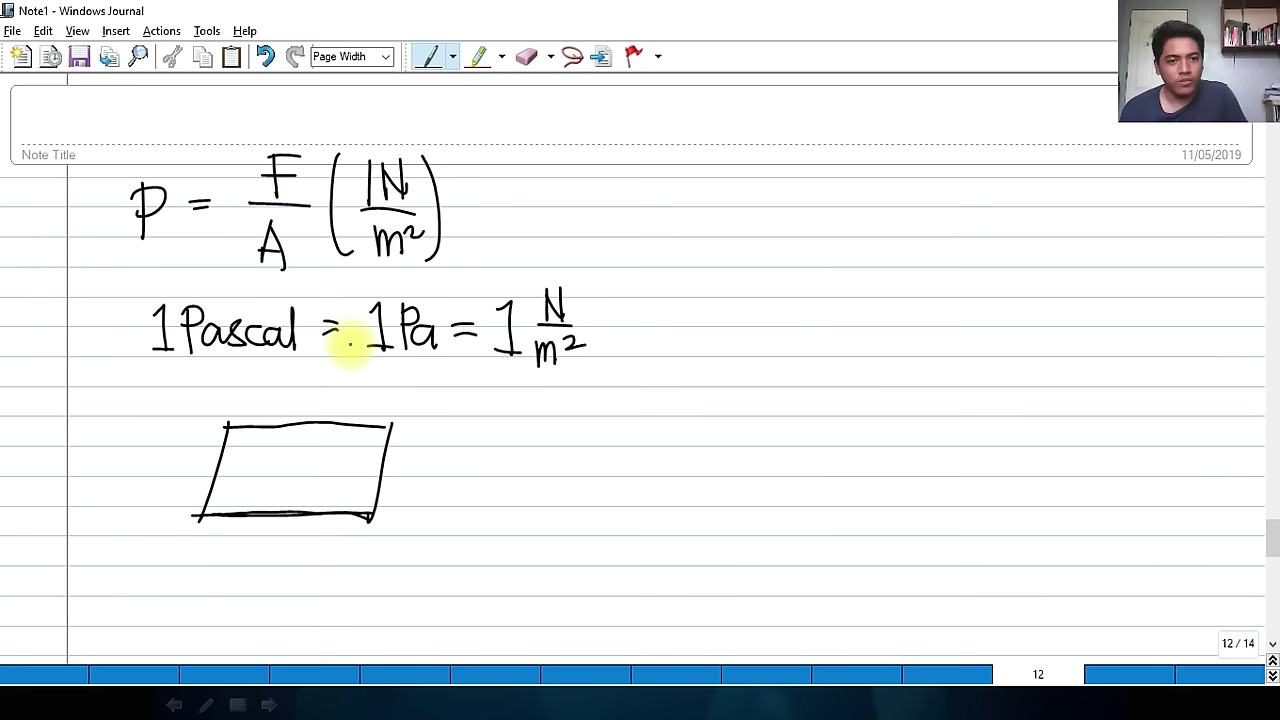 Note1 - Windows Journal
File Edit View Insert Actions Tools Help
Page Width
Note Title 11/05/2019
P = F/A (1N/m²)
1 Pascal = 1 Pa = 1 N/m²
12 / 14
12